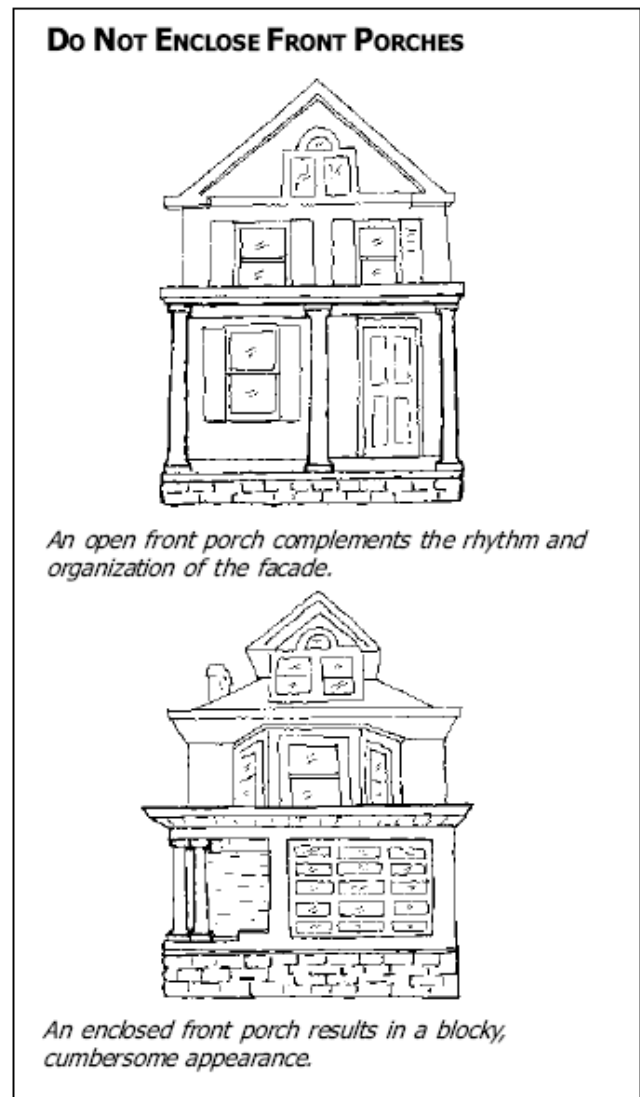 Do Not Enclose Front Porches
An open front porch complements the rhythm and
organization of the facade.
An enclosed front porch results in a blocky,
cumbersome appearance.